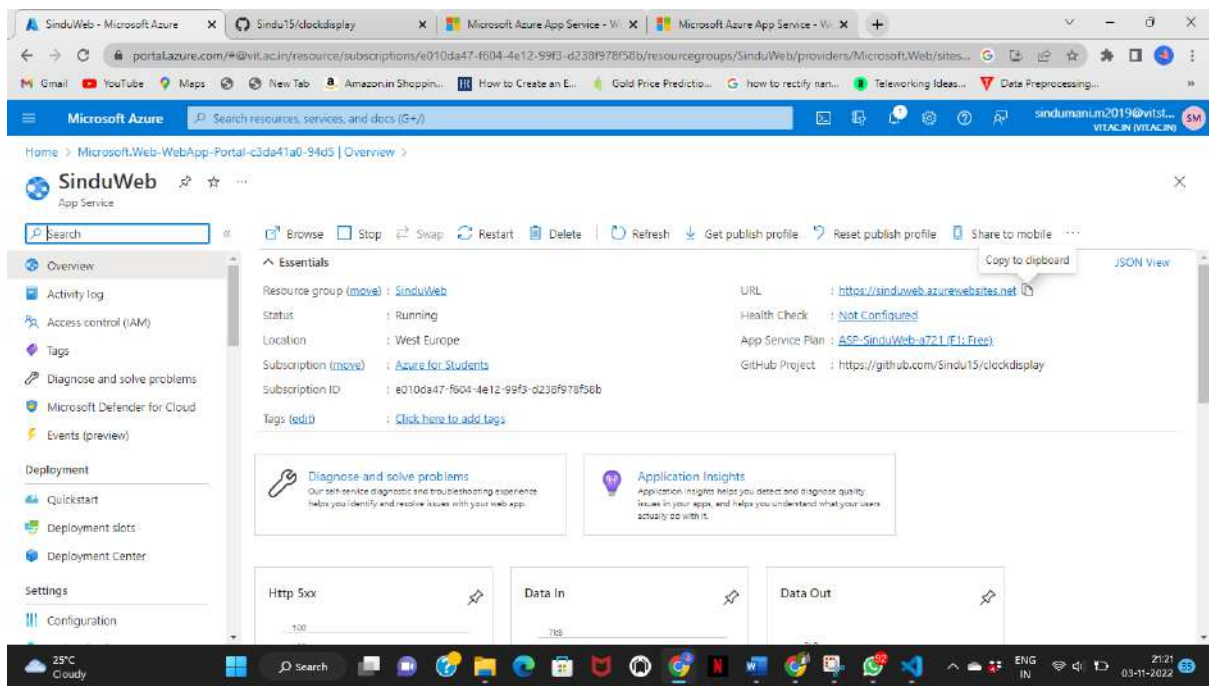 SinduWeb - Microsoft Azure
Sindu15/clockdisplay
Microsoft Azure App Service - W
Microsoft Azure App Service - W
portal.azure.com/#@vit.ac.in/resource/subscriptions/e010da47-f604-4e12-99f3-d238f978f58b/resourcegroups/SinduWeb/providers/Microsoft.Web/sites...
Gmail YouTube Maps New Tab Amazon.in Shoppin... How to Create an E... Gold Price Predictio... how to rectify nan... Teleworking Ideas... Data Preprocessing...
Microsoft Azure
Search resources, services, and docs (G+/)
1
sindumani.m2019@vitst...
VIT.AC.IN (VIT.AC.IN)
SM
Home > Microsoft.Web-WebApp-Portal-c3da41a0-94d5 | Overview >
SinduWeb
App Service
Search
Browse Stop Swap Restart Delete Refresh Get publish profile Reset publish profile Share to mobile
Copy to clipboard
Overview
Activity log
Access control (IAM)
Tags
Diagnose and solve problems
Microsoft Defender for Cloud
Events (preview)
Deployment
Quickstart
Deployment slots
Deployment Center
Settings
Configuration
Essentials
JSON View
Resource group (move) : SinduWeb
Status : Running
Location : West Europe
Subscription (move) : Azure for Students
Subscription ID : e010da47-f604-4e12-99f3-d238f978f58b
Tags (edit) : Click here to add tags
URL : https://sinduweb.azurewebsites.net
Health Check : Not Configured
App Service Plan : ASP-SinduWeb-a721 (F1: Free)
GitHub Project : https://github.com/Sindu15/clockdisplay
Diagnose and solve problems
Our self-service diagnostic and troubleshooting experience
helps you identify and resolve issues with your web app.
Application Insights
Application Insights helps you detect and diagnose quality
issues in your apps, and helps you understand what your users
actually do with it.
Http 5xx
100
Data In
7kB
Data Out
25°C
Cloudy
Search
ENG
IN
21:21
03-11-2022